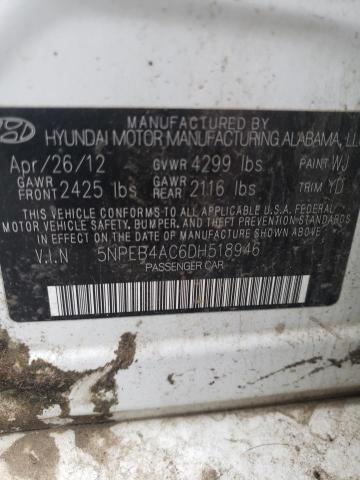 MANUFACTURED BY
HYUNDAI MOTOR MANUFACTURING ALABAMA, LL
Apr/26/12 GVWR 4299 lbs PAINT WJ
GAWR FRONT 2425 lbs GAWR REAR 2116 lbs TRIM YD
THIS VEHICLE CONFORMS TO ALL APPLICABLE U.S.A. FEDERAL
MOTOR VEHICLE SAFETY, BUMPER, AND THEFT PREVENTION
STANDARDS IN EFFECT ON THE DATE OF MANUFACTURE SHOWN ABOVE.
V.I.N 5NPEB4AC6DH518946
PASSENGER CAR